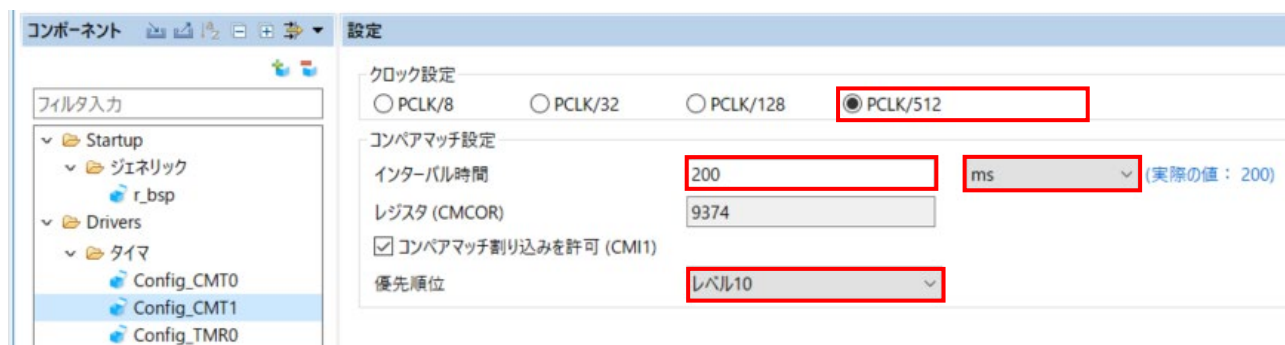 コンポーネント
設定
フィルタ入力
Startup
ジェネリック
r_bsp
Drivers
タイマ
Config_CMT0
Config_CMT1
Config_TMR0
クロック設定
PCLK/8 PCLK/32 PCLK/128 PCLK/512
コンペアマッチ設定
インターバル時間 200 ms (実際の値： 200)
レジスタ (CMCOR) 9374
コンペアマッチ割り込みを許可 (CMI1)
優先順位 レベル10